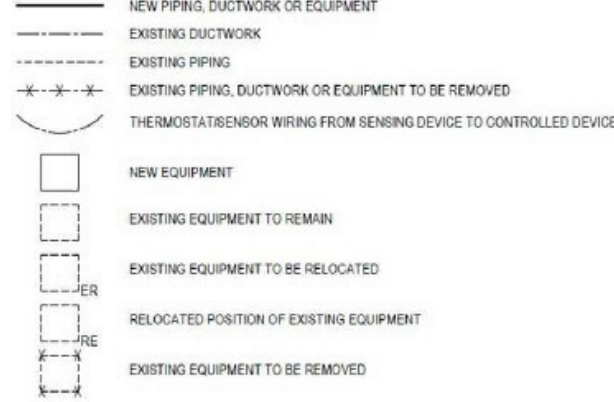 NEW PIPING, DUCTWORK OR EQUIPMENT
EXISTING DUCTWORK
EXISTING PIPING
EXISTING PIPING, DUCTWORK OR EQUIPMENT TO BE REMOVED
THERMOSTAT/SENSOR WIRING FROM SENSING DEVICE TO CONTROLLED DEVICE
NEW EQUIPMENT
EXISTING EQUIPMENT TO REMAIN
EXISTING EQUIPMENT TO BE RELOCATED
ER
RELOCATED POSITION OF EXISTING EQUIPMENT
RE
EXISTING EQUIPMENT TO BE REMOVED